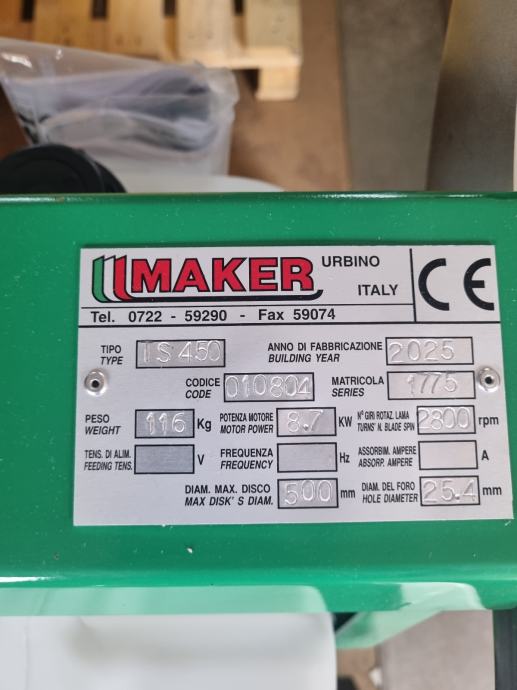 MAKER URBINO ITALY CE
Tel. 0722 - 59290 - Fax 59074
TIPO TYPE IS450 ANNO DI FABBRICAZIONE BUILDING YEAR 2025
CODICE CODE 010804 MATRICOLA SERIES 1775
PESO WEIGHT 116 Kg POTENZA MOTORE MOTOR POWER 8.7 KW N° GIRI ROTAZ. LAMA TURNS' N. BLADE SPIN 2800 rpm
TENS. DI ALIM. FEEDING TENS. V FREQUENZA FREQUENCY Hz ASSORBIM. AMPERE ABSORP. AMPERE A
DIAM. MAX. DISCO MAX DISK' S DIAM. 500 mm DIAM. DEL FORO HOLE DIAMETER 25.4 mm